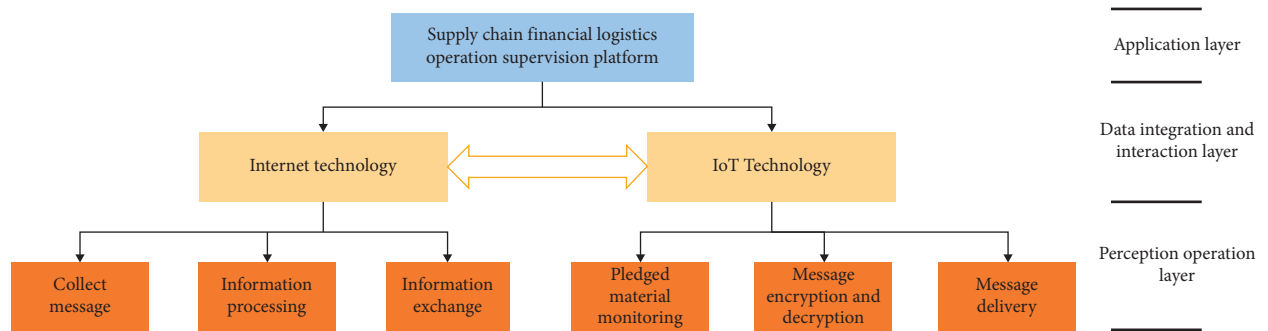 Supply chain financial logistics
operation supervision platform
Application layer
Internet technology
IoT Technology
Data integration and
interaction layer
Collect
message
Information
processing
Information
exchange
Pledged
material
monitoring
Message
encryption and
decryption
Message
delivery
Perception operation
layer